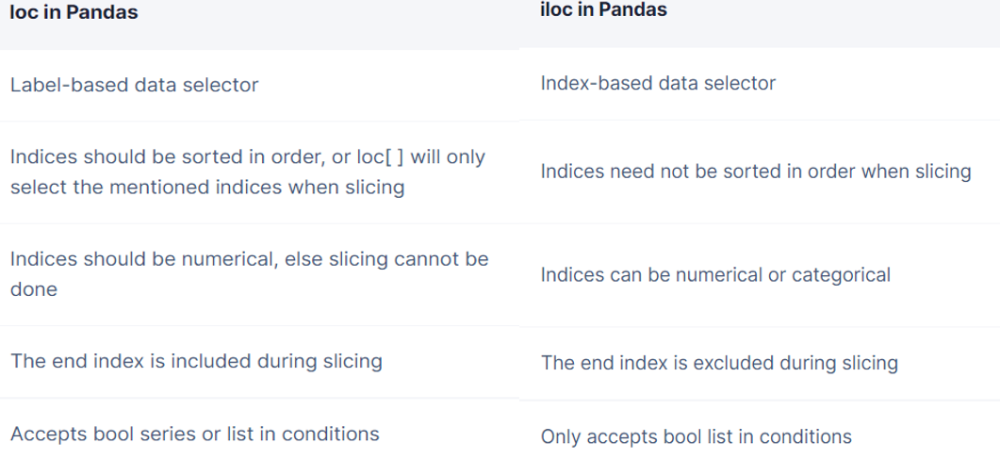 loc in Pandas
iloc in Pandas
Label-based data selector
Index-based data selector
Indices should be sorted in order, or loc[ ] will only
select the mentioned indices when slicing
Indices need not be sorted in order when slicing
Indices should be numerical, else slicing cannot be
done
Indices can be numerical or categorical
The end index is included during slicing
The end index is excluded during slicing
Accepts bool series or list in conditions
Only accepts bool list in conditions